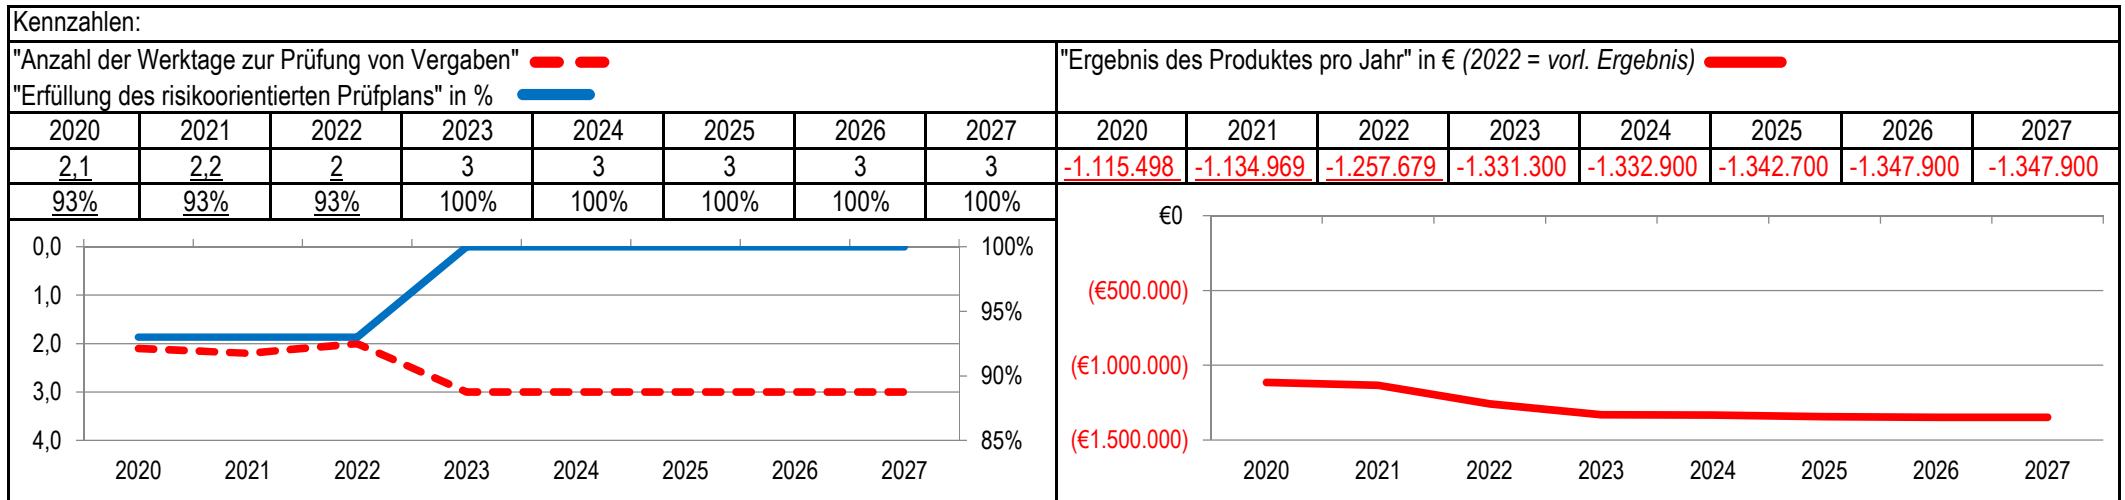 Kennzahlen:
"Anzahl der Werktage zur Prüfung von Vergaben"
"Erfüllung des risikoorientierten Prüfplans" in %
2020 2021 2022 2023 2024 2025 2026 2027
2,1 2,2 2 3 3 3 3 3
93% 93% 93% 100% 100% 100% 100% 100%
0,0
1,0
2,0
3,0
4,0
100%
95%
90%
85%
2020 2021 2022 2023 2024 2025 2026 2027
"Ergebnis des Produktes pro Jahr" in € (2022 = vorl. Ergebnis)
2020 2021 2022 2023 2024 2025 2026 2027
-1.115.498 -1.134.969 -1.257.679 -1.331.300 -1.332.900 -1.342.700 -1.347.900 -1.347.900
€0
(€500.000)
(€1.000.000)
(€1.500.000)
2020 2021 2022 2023 2024 2025 2026 2027